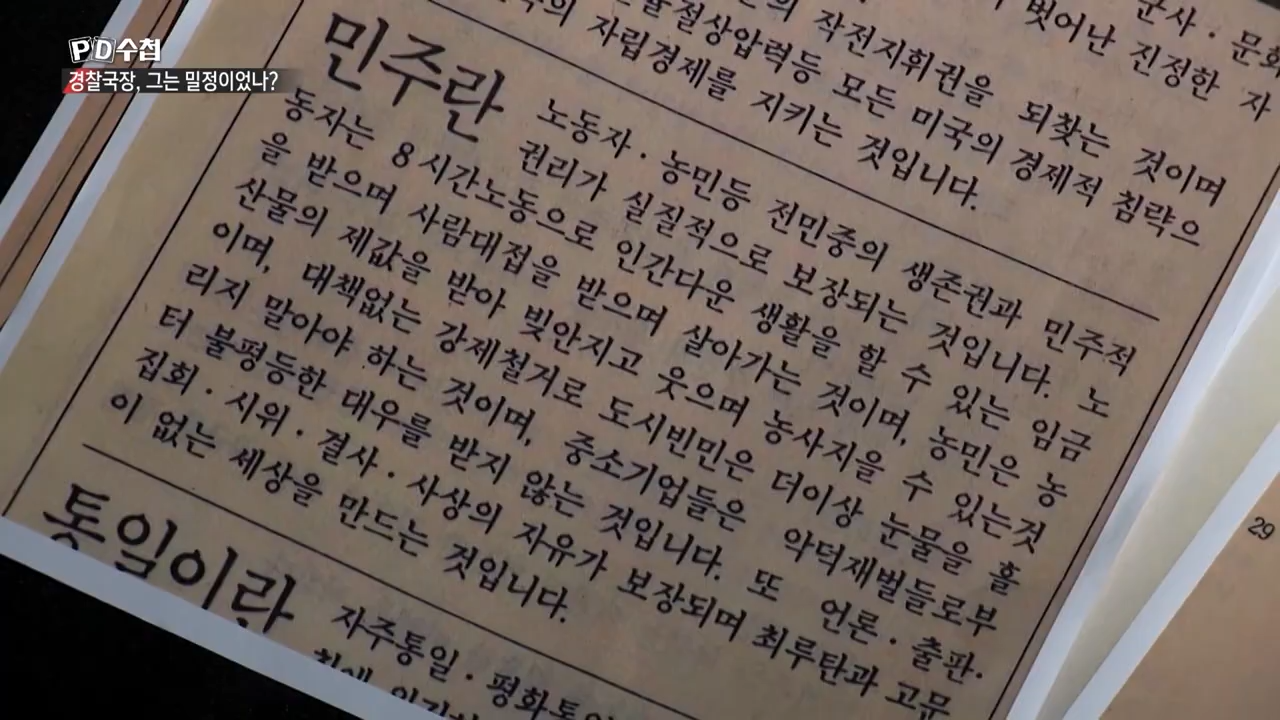 PD수첩
경찰국장, 그는 밀정이었나?
군사·문화
의 작전지휘권을 되찾는 것이며
벗어난 진정한 자
절상압력등 모든 미국의 경제적 침략으
의 자립경제를 지키는 것입니다.
민주란
노동자·농민등 전민중의 생존권과 민주적
권리가 실질적으로 보장되는 것입니다. 노
동자는 8시간노동으로 인간다운 생활을 할 수 있는 임금
을 받으며 사람대접을 받으며 살아가는 것이며, 농민은 농
산물의 제값을 받아 빚안지고 웃으며 농사지을 수 있는것
이며, 대책없는 강제철거로 도시빈민은 더이상 눈물을 흘
리지 말아야 하는 것이며, 중소기업들은 악덕재벌들로부
터 불평등한 대우를 받지 않는 것입니다. 또 언론·출판·
집회·시위·결사·사상의 자유가 보장되며 최루탄과 고문
이 없는 세상을 만드는 것입니다.
통일이란
자주통일·평화통일
29